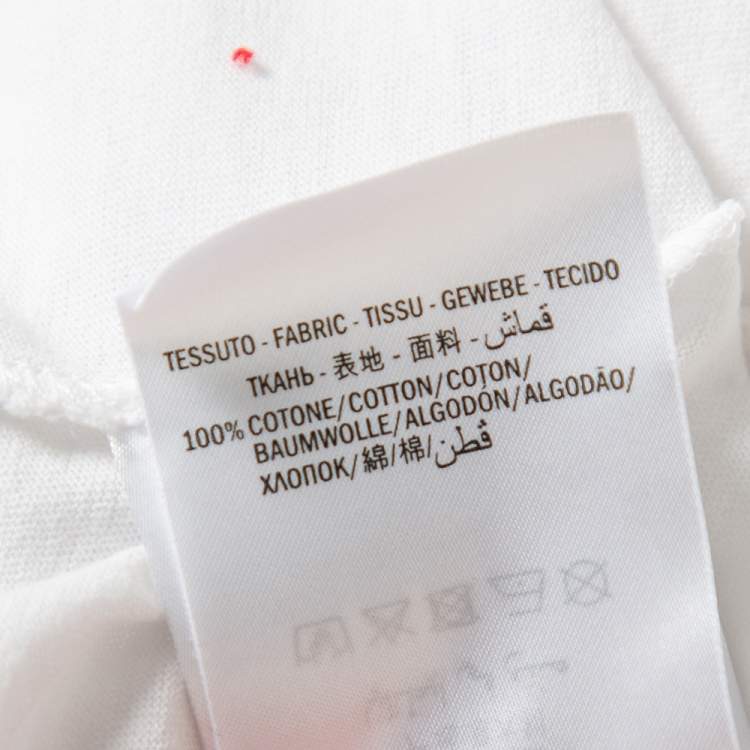 TESSUTO - FABRIC - TISSU - GEWEBE - TECIDO
ТКАНЬ - 表地 - 面料 - قماش
100% COTONE/COTTON/COTON/
BAUMWOLLE/ALGODÓN/ALGODÃO/
ХЛОПОК/綿/棉/قطن